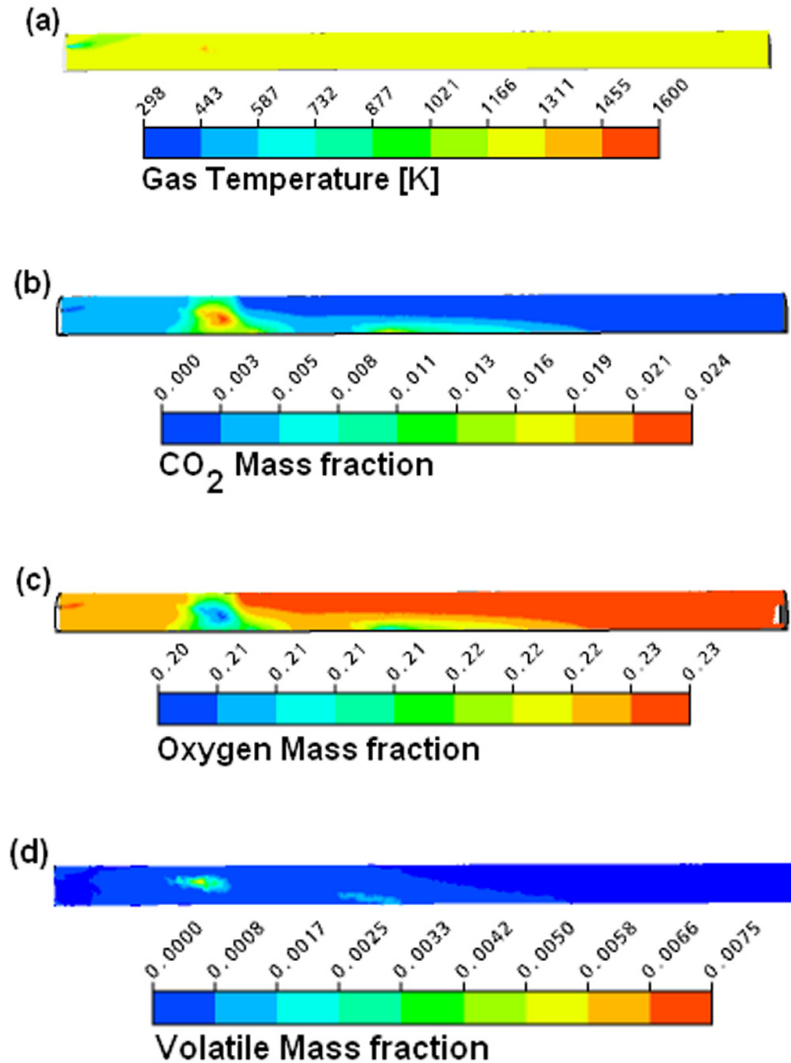 (a)
298 443 587 732 877 1021 1166 1311 1455 1600
Gas Temperature [K]
(b)
0.000 0.003 0.005 0.008 0.011 0.013 0.016 0.019 0.021 0.024
CO2 Mass fraction
(c)
0.20 0.21 0.21 0.21 0.21 0.22 0.22 0.22 0.23 0.23
Oxygen Mass fraction
(d)
0.0000 0.0008 0.0017 0.0025 0.0033 0.0042 0.0050 0.0058 0.0066 0.0075
Volatile Mass fraction